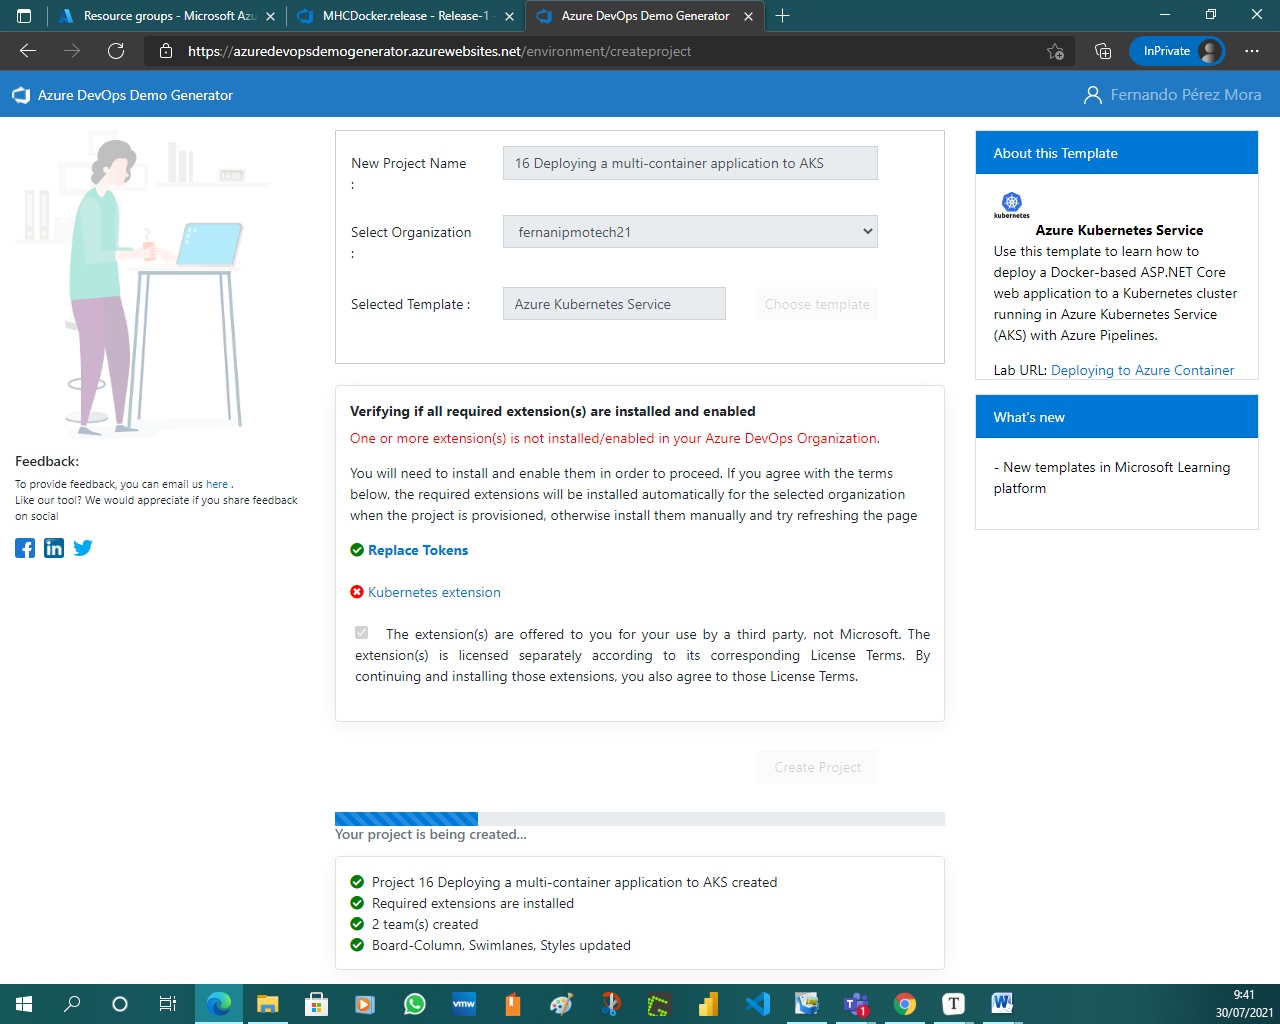 Resource groups - Microsoft Azu
MHCDocker.release - Release-1 -
Azure DevOps Demo Generator
https://azuredevopsdemogenerator.azurewebsites.net/environment/createproject
InPrivate
Azure DevOps Demo Generator
Fernando Pérez Mora
New Project Name
:
16 Deploying a multi-container application to AKS
Select Organization
:
fernanipmotech21
Selected Template :
Azure Kubernetes Service
Choose template
About this Template
kubernetes
Azure Kubernetes Service
Use this template to learn how to
deploy a Docker-based ASP.NET Core
web application to a Kubernetes cluster
running in Azure Kubernetes Service
(AKS) with Azure Pipelines.
Lab URL: Deploying to Azure Container
What's new
- New templates in Microsoft Learning
platform
Feedback:
To provide feedback, you can email us here .
Like our tool? We would appreciate if you share feedback
on social
Verifying if all required extension(s) are installed and enabled
One or more extension(s) is not installed/enabled in your Azure DevOps Organization.
You will need to install and enable them in order to proceed. If you agree with the terms
below, the required extensions will be installed automatically for the selected organization
when the project is provisioned, otherwise install them manually and try refreshing the page
Replace Tokens
Kubernetes extension
The extension(s) are offered to you for your use by a third party, not Microsoft. The
extension(s) is licensed separately according to its corresponding License Terms. By
continuing and installing those extensions, you also agree to those License Terms.
Create Project
Your project is being created...
Project 16 Deploying a multi-container application to AKS created
Required extensions are installed
2 team(s) created
Board-Column, Swimlanes, Styles updated
vmw
1
T
W
9:41
30/07/2021